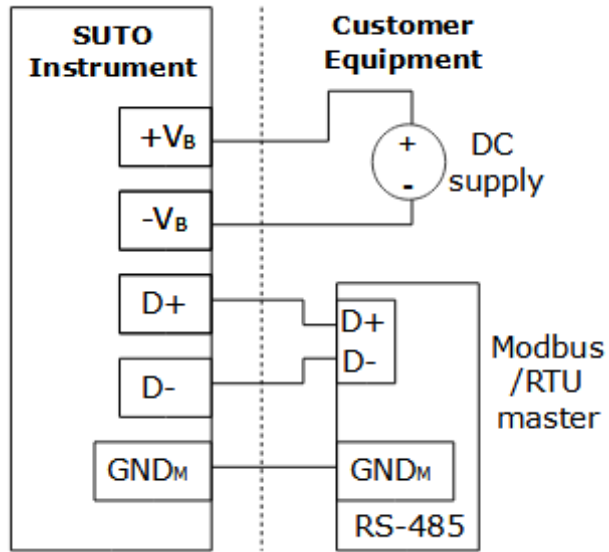 SUTO
Instrument
+VB
-VB
D+
D-
GNDM
Customer
Equipment
+
-
DC
supply
D+
D-
GNDM
RS-485
Modbus
/RTU
master